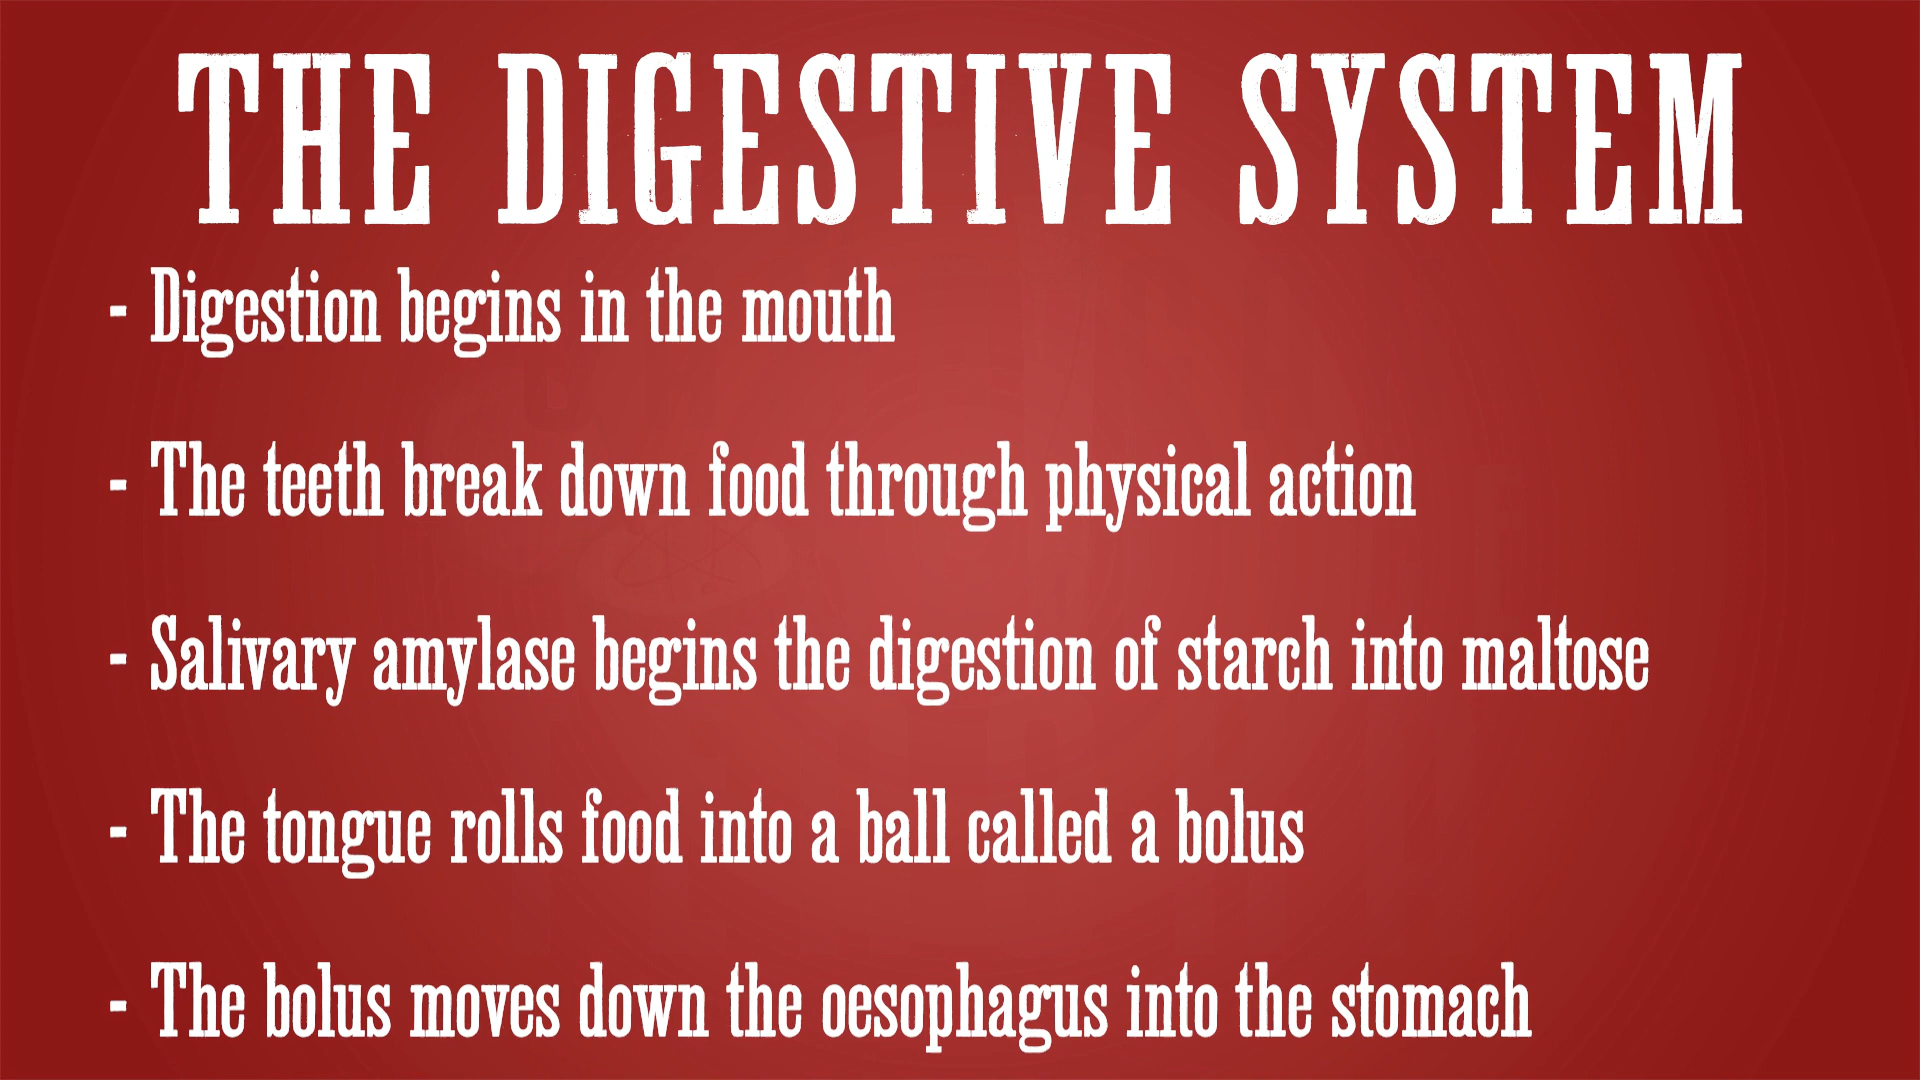 THE DIGESTIVE SYSTEM
- Digestion begins in the mouth
- The teeth break down food through physical action
- Salivary amylase begins the digestion of starch into maltose
- The tongue rolls food into a ball called a bolus
- The bolus moves down the oesophagus into the stomach